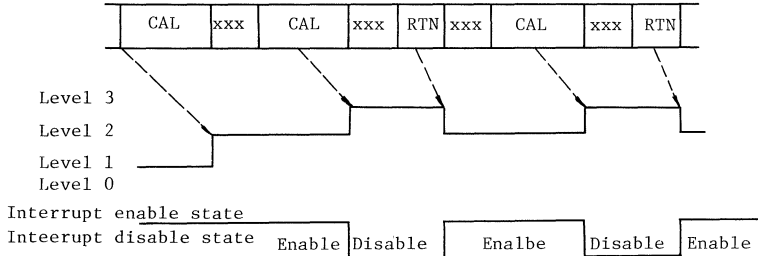 CAL xxx CAL xxx RTN xxx CAL xxx RTN
Level 3
Level 2
Level 1
Level 0
Interrupt enable state
Inteerupt disable state
Enable Disable Enalbe Disable Enable